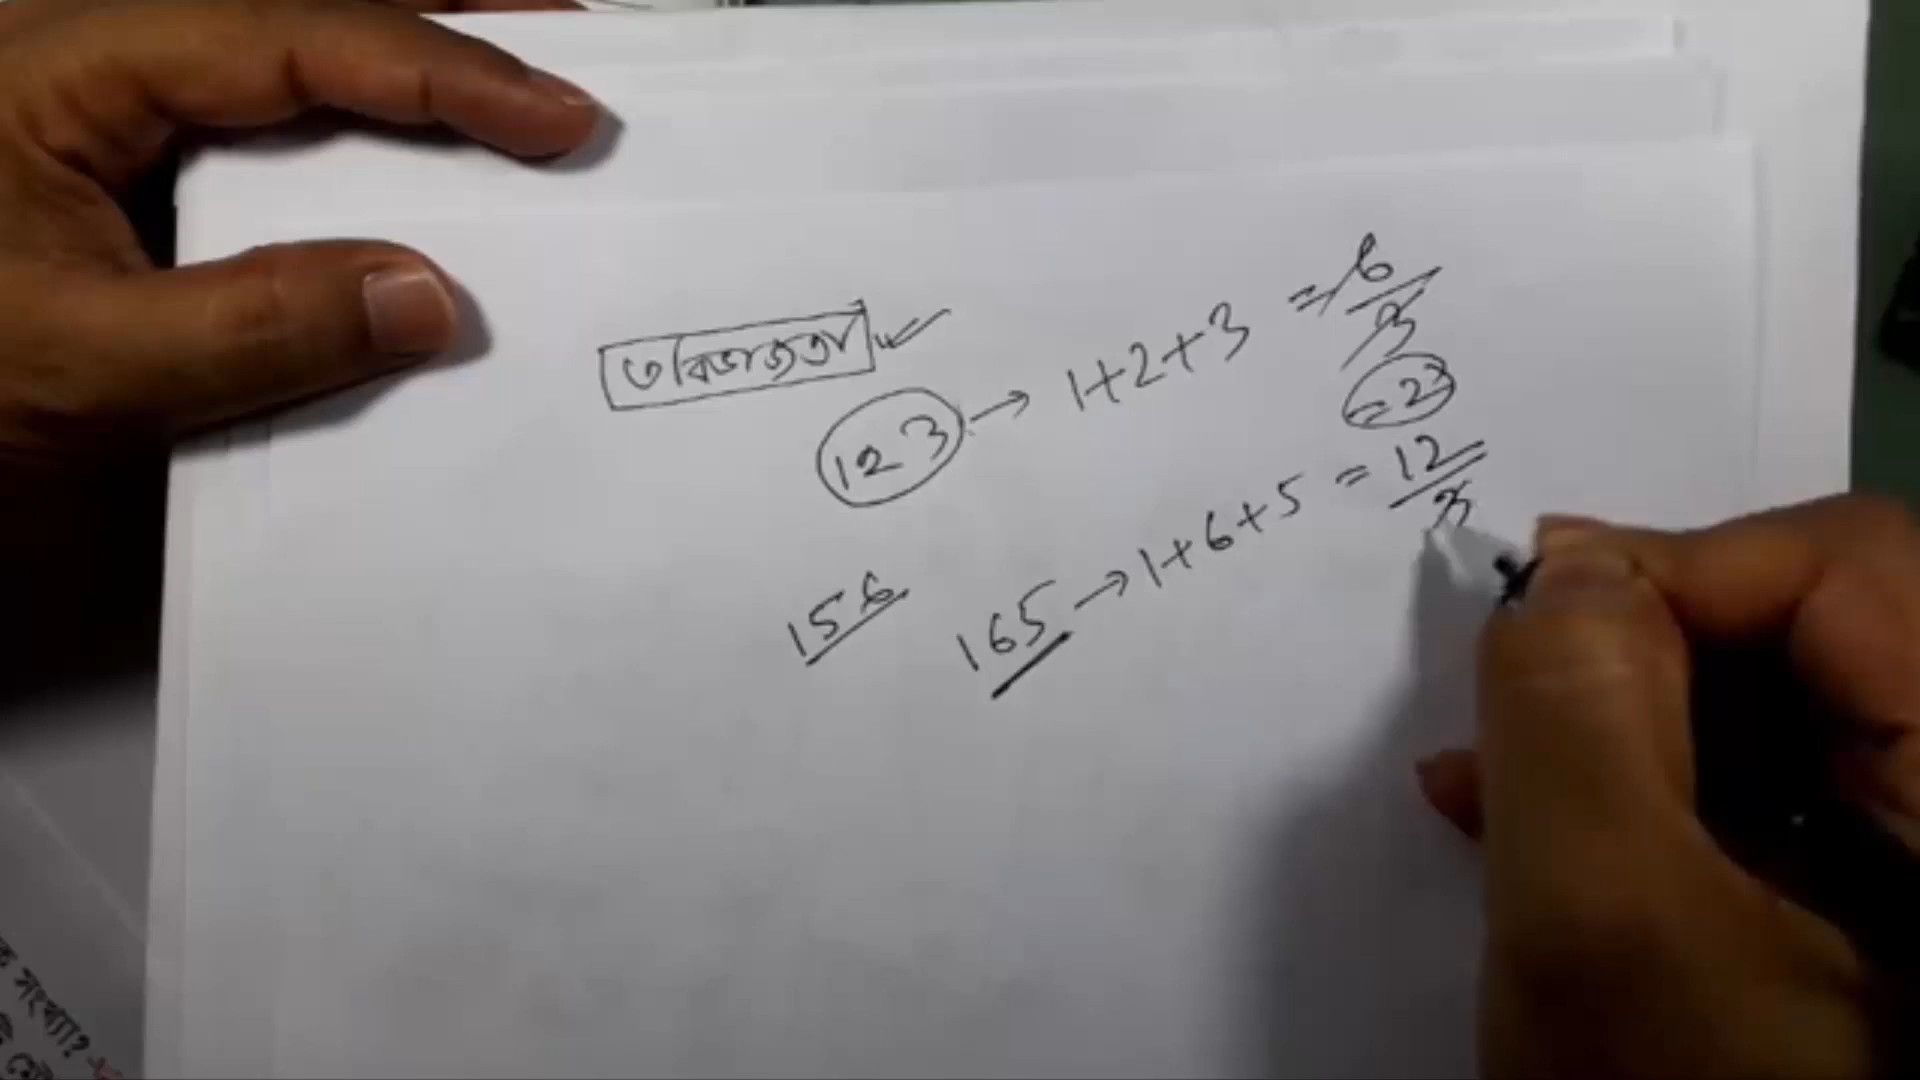 ৩ বিভাজ্যতা
123 → 1+2+3 = 6/3
= 2
156
165 → 1+6+5 = 12/3
সংখ্যা?